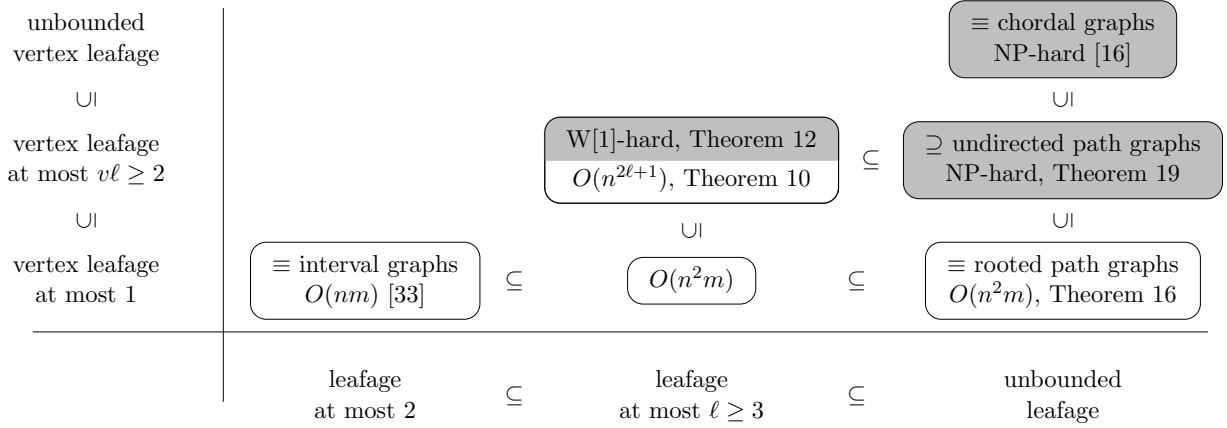 unbounded
vertex leafage
≡ chordal graphs
NP-hard [16]
∪|
∪|
vertex leafage
at most vℓ ≥ 2
W[1]-hard, Theorem 12
O(n^{2ℓ+1}), Theorem 10
⊆
⊇ undirected path graphs
NP-hard, Theorem 19
∪|
∪|
∪|
vertex leafage
at most 1
≡ interval graphs
O(nm) [33]
⊆
O(n²m)
⊆
≡ rooted path graphs
O(n²m), Theorem 16
leafage
at most 2
⊆
leafage
at most ℓ ≥ 3
⊆
unbounded
leafage